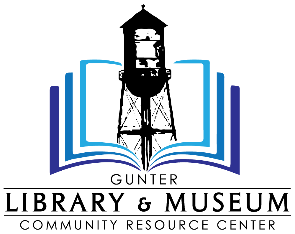 GUNTER
LIBRARY & MUSEUM
COMMUNITY RESOURCE CENTER